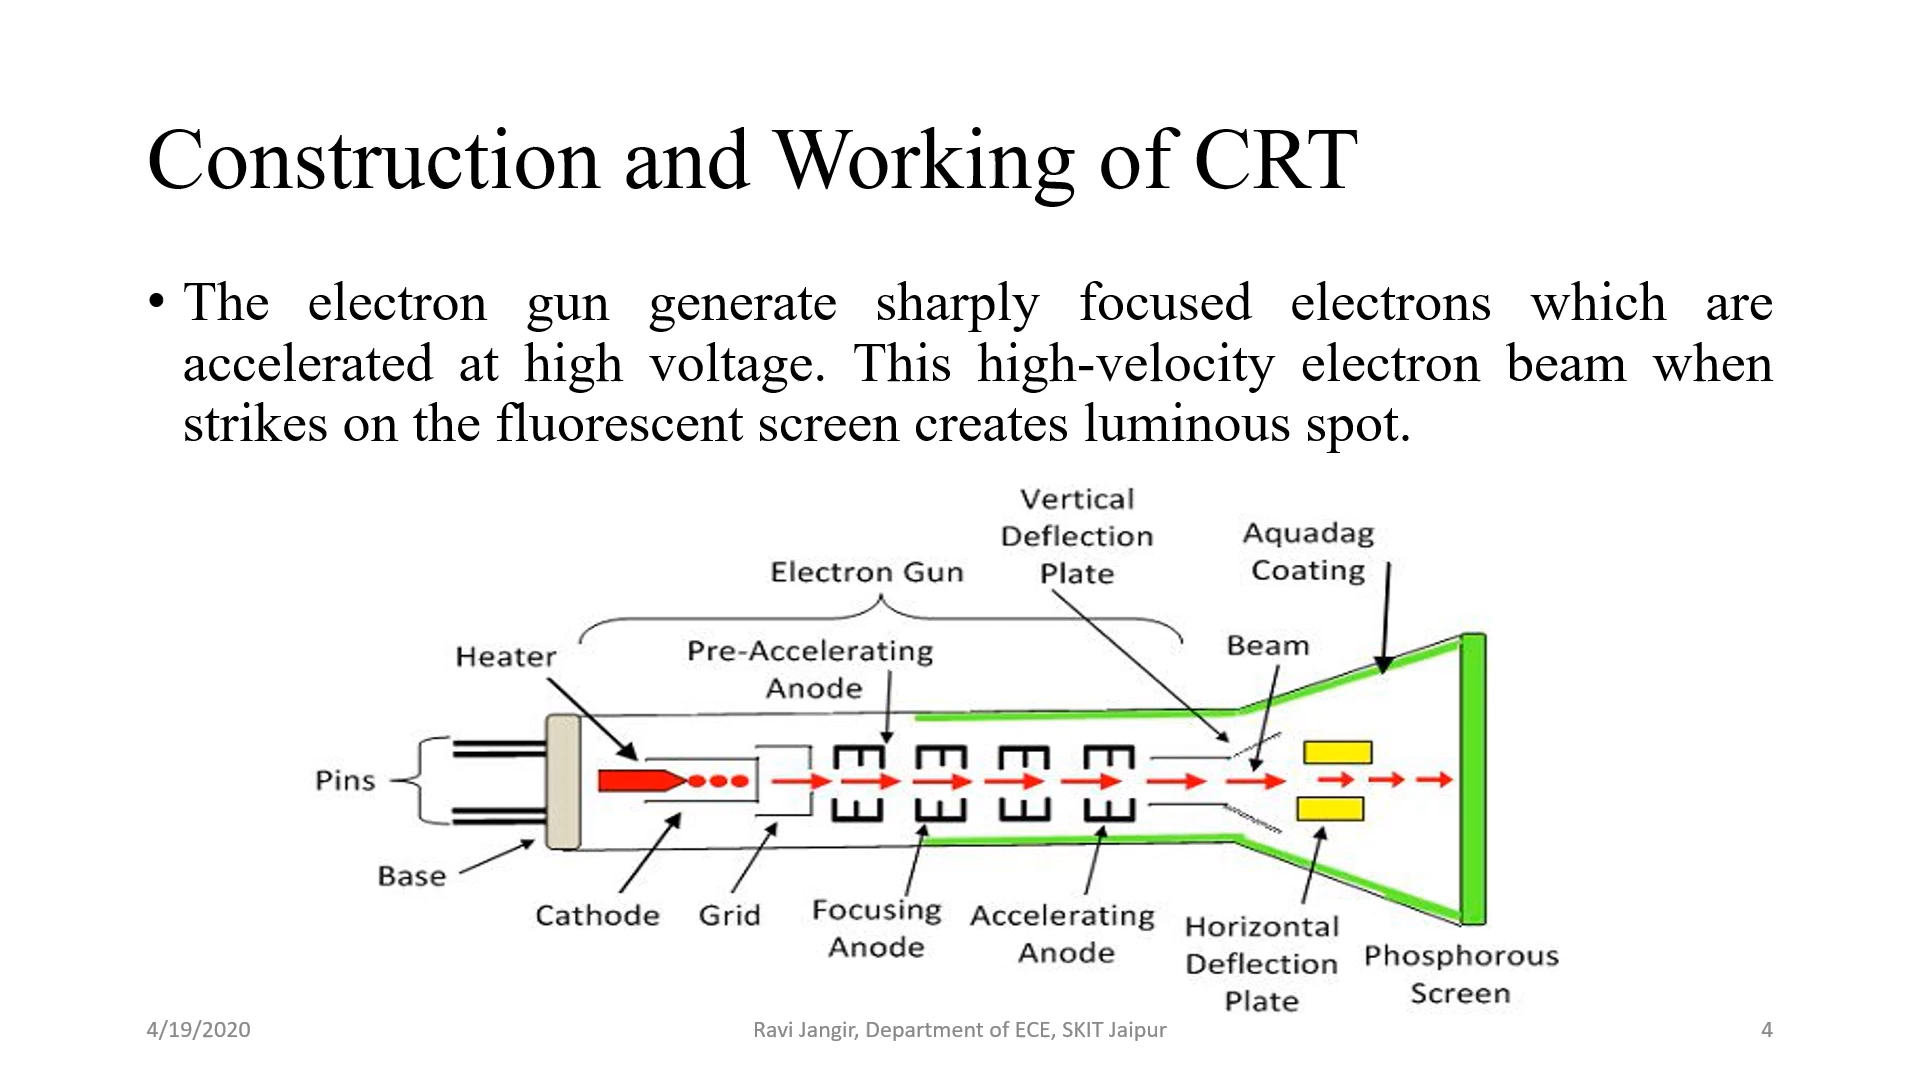 Construction and Working of CRT
• The electron gun generate sharply focused electrons which are
accelerated at high voltage. This high-velocity electron beam when
strikes on the fluorescent screen creates luminous spot.
Vertical
Deflection
Plate
Aquadag
Coating
Electron Gun
Beam
Heater
Pre-Accelerating
Anode
Pins
Base
Cathode
Grid
Focusing
Anode
Accelerating
Anode
Horizontal
Deflection
Plate
Phosphorous
Screen
4/19/2020
Ravi Jangir, Department of ECE, SKIT Jaipur
4